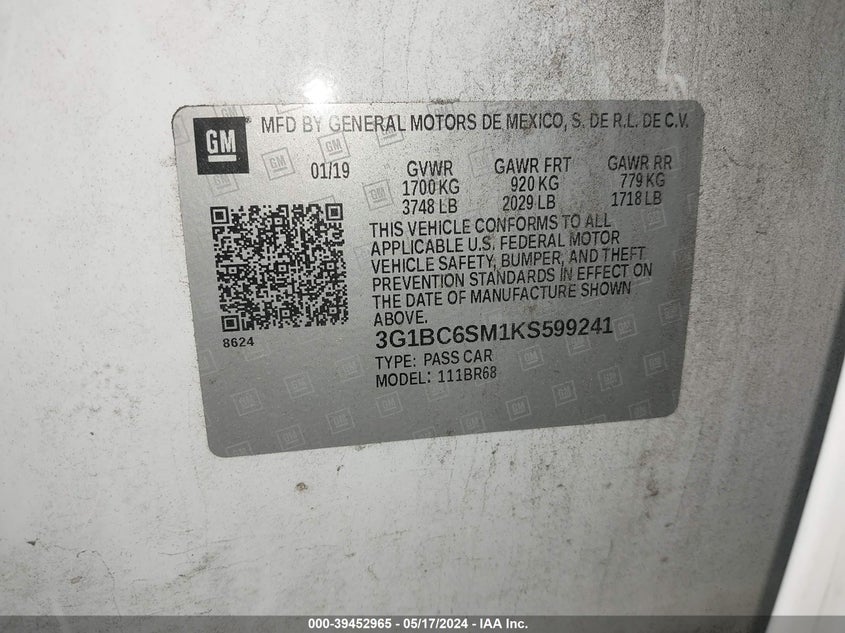 GM
MFD BY GENERAL MOTORS DE MEXICO, S. DE R.L. DE C.V.
01/19 GVWR GAWR FRT GAWR RR
1700 KG 920 KG 779 KG
3748 LB 2029 LB 1718 LB
THIS VEHICLE CONFORMS TO ALL
APPLICABLE U.S. FEDERAL MOTOR
VEHICLE SAFETY, BUMPER, AND THEFT
PREVENTION STANDARDS IN EFFECT ON
THE DATE OF MANUFACTURE SHOWN
ABOVE.
8624
3G1BC6SM1KS599241
TYPE: PASS CAR
MODEL: 111BR68
000-39452965 - 05/17/2024 - IAA Inc.